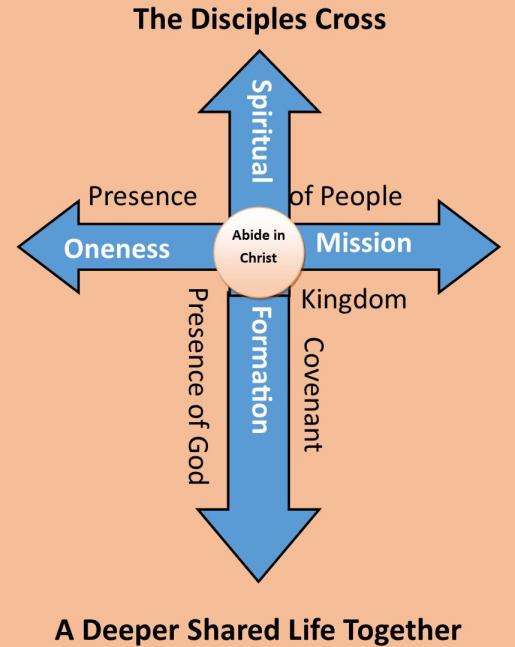 The Disciples Cross
Spiritual
Presence of People
Oneness
Abide in
Christ
Mission
Kingdom
Presence of God
Formation
Covenant
A Deeper Shared Life Together